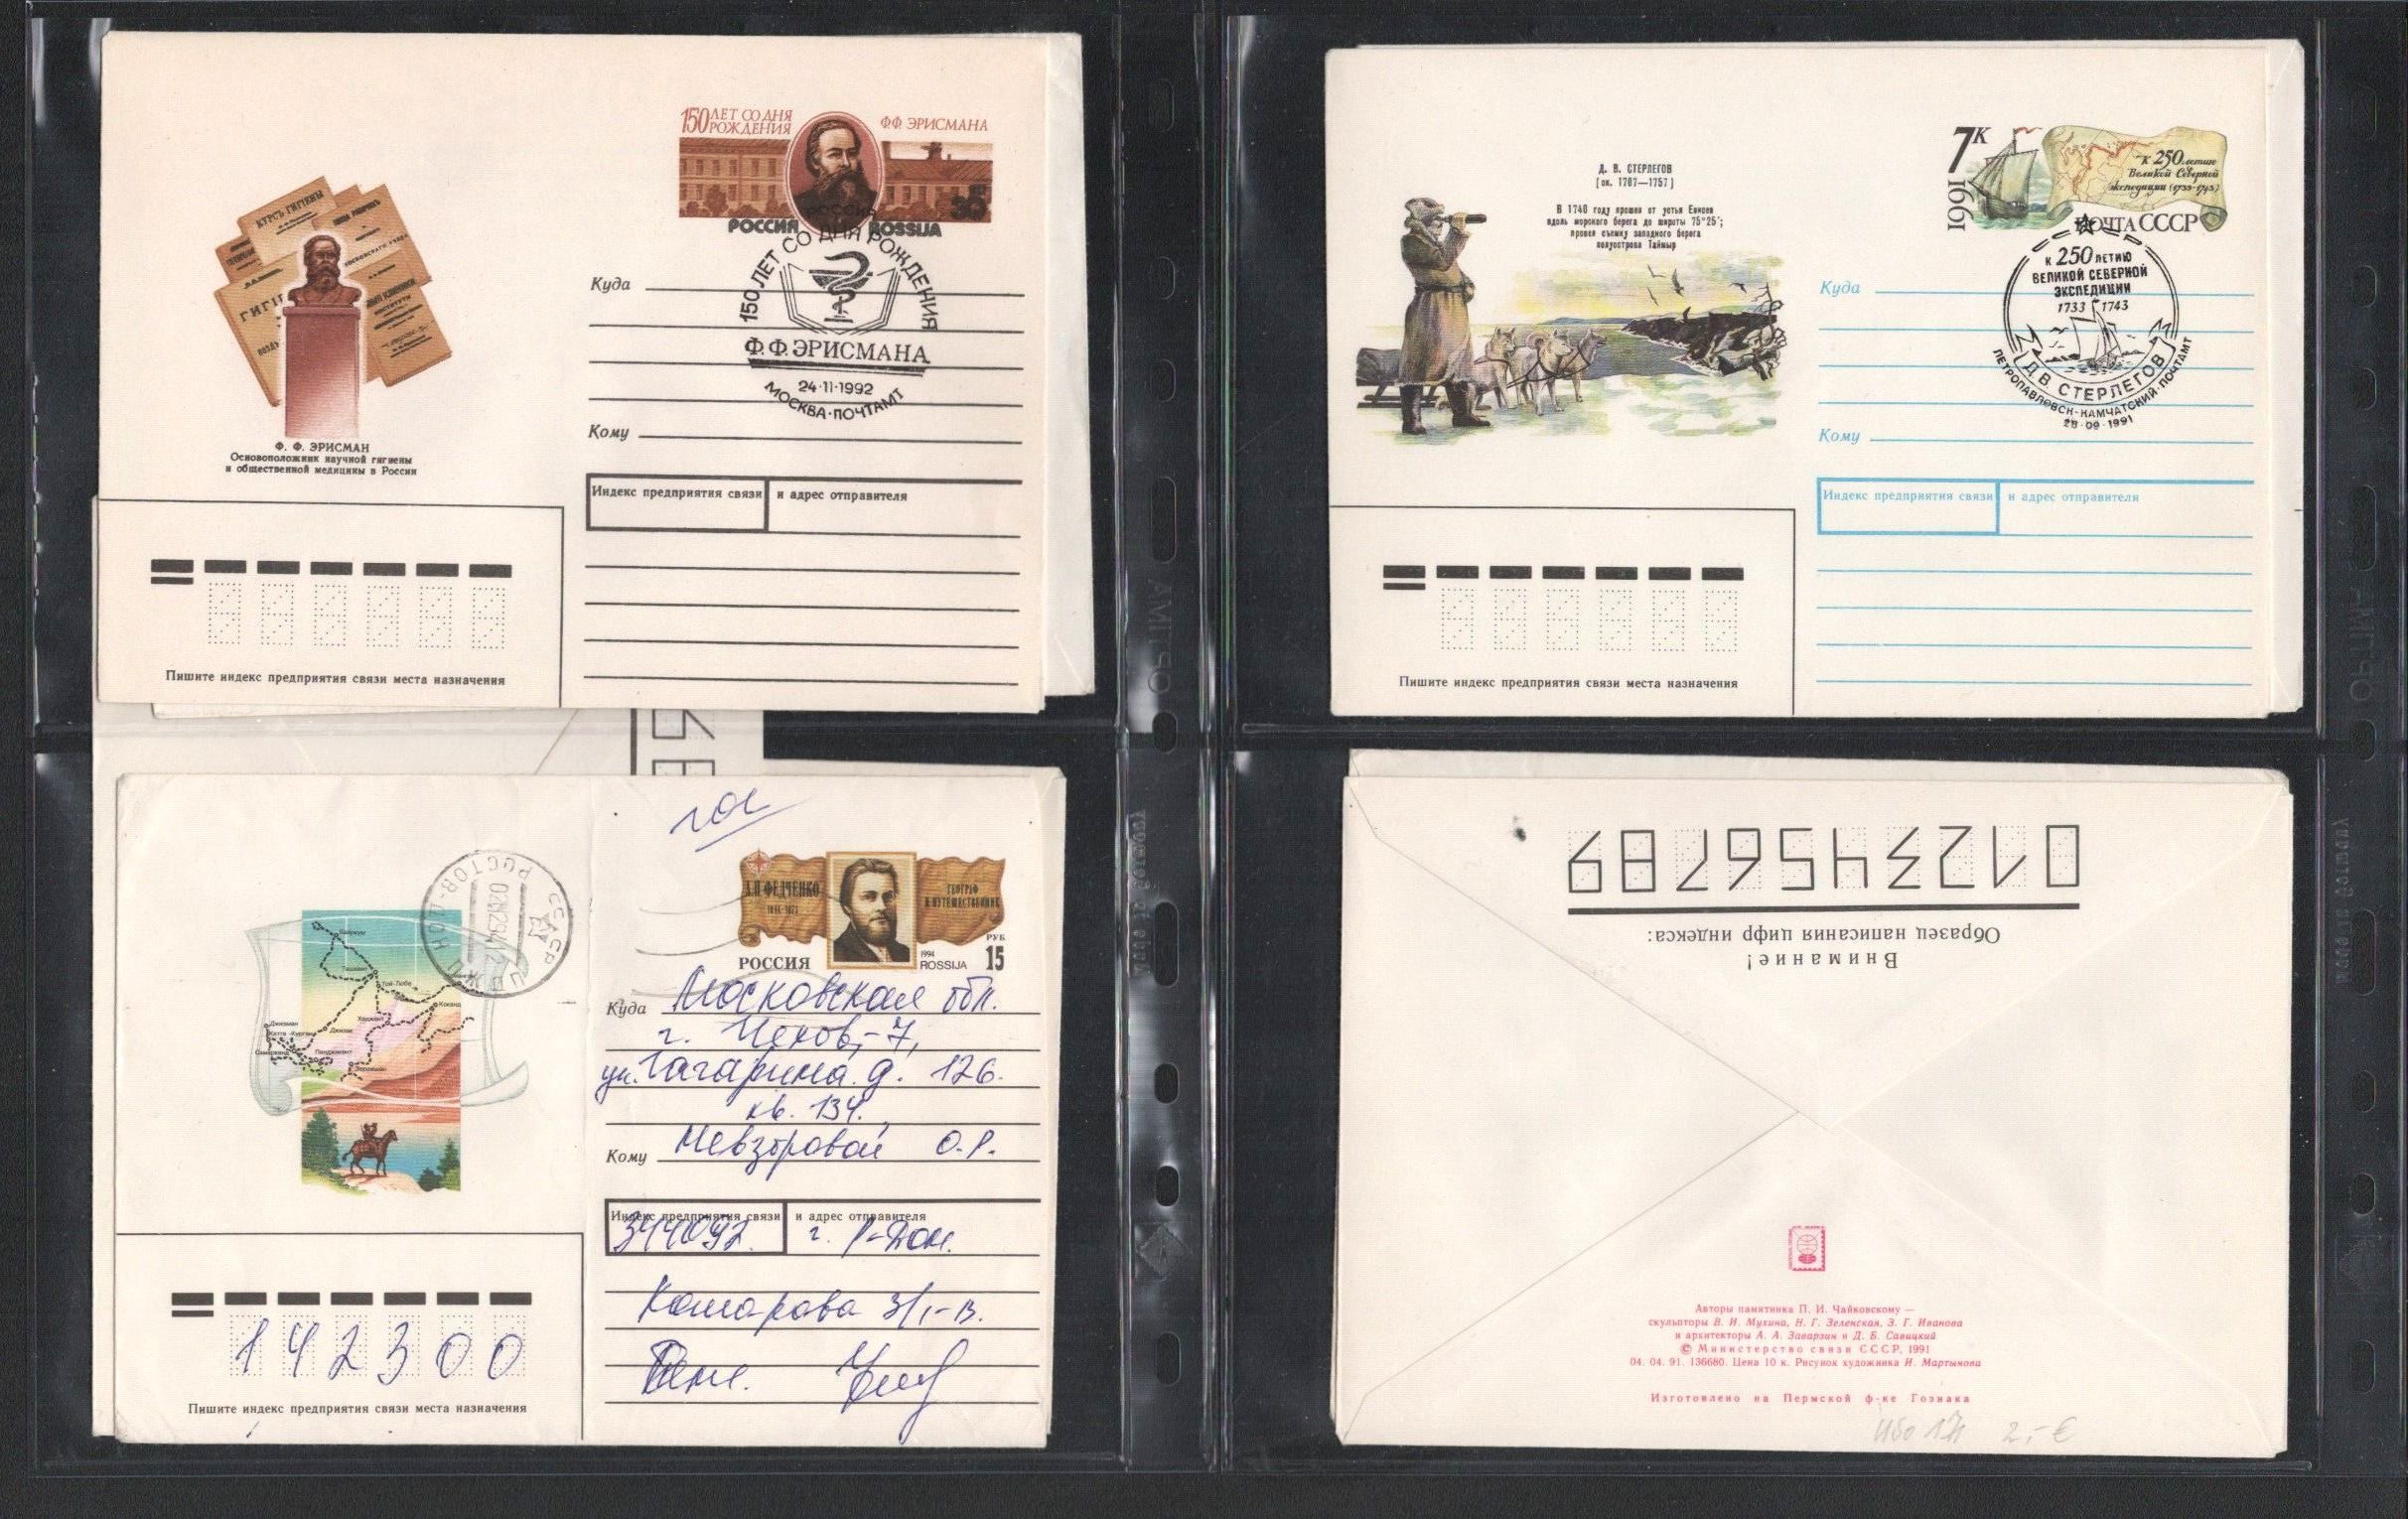 150 ЛЕТ СО ДНЯ
РОЖДЕНИЯ
Ф.Ф. ЭРИСМАНА
РОССИЯ
ROSSIJA
150 ЛЕТ СО ДНЯ РОЖДЕНИЯ
Ф.Ф. ЭРИСМАНА
24·11·1992
МОСКВА·ПОЧТАМТ
КУРСЪ ГИГІЕНЫ
Ф. Ф. ЭРИСМАН
Основоположник научной гигиены
и общественной медицины в России
Куда
Кому
Индекс предприятия связи
и адрес отправителя
Пишите индекс предприятия связи места назначения
Д. В. СТЕРЛЕГОВ
(ок. 1707—1757)
В 1740 году прошел от устья Енисея
вдоль морского берега до широты 75°26′;
провел съемку западного берега
полуострова Таймыр
7К
1991
к 250-летию
Великой Северной
экспедиции (1733-1743)
ПОЧТА СССР
К 250 ЛЕТИЮ
ВЕЛИКОЙ СЕВЕРНОЙ
ЭКСПЕДИЦИИ
1733 1743
Д.В. СТЕРЛЕГОВ
ПЕТРОПАВЛОВСК-КАМЧАТСКИЙ·ПОЧТАМТ
28·09·1991
Куда
Кому
Индекс предприятия связи
и адрес отправителя
Пишите индекс предприятия связи места назначения
СССР
РОСТОВ-
А.П. ФЕДЧЕНКО
ГЕОГРАФ
И ПУТЕШЕСТВЕННИК
РОССИЯ
1994
ROSSIJA
РУБ
15
Куда Московская обл.
г. Чехов,-7,
ул. Гагарина. д. 126.
кв. 134.
Кому Невзоровой О.Р.
Индекс предприятия связи
и адрес отправителя
344092.
г. Р-Дон.
Комарова
142300
Пишите индекс предприятия связи места назначения
Внимание!
Образец написания цифр индекса:
0123456789
Авторы памятника П. И. Чайковскому —
скульпторы В. И. Мухина, Н. Г. Зеленская, З. Г. Иванова
и архитекторы А. А. Заварзин и Д. Б. Савицкий
© Министерство связи СССР, 1991
04. 04. 91. 136680. Цена 10 к. Рисунок художника И. Мартынова
Изготовлено на Пермской ф-ке Гознака
2,- €